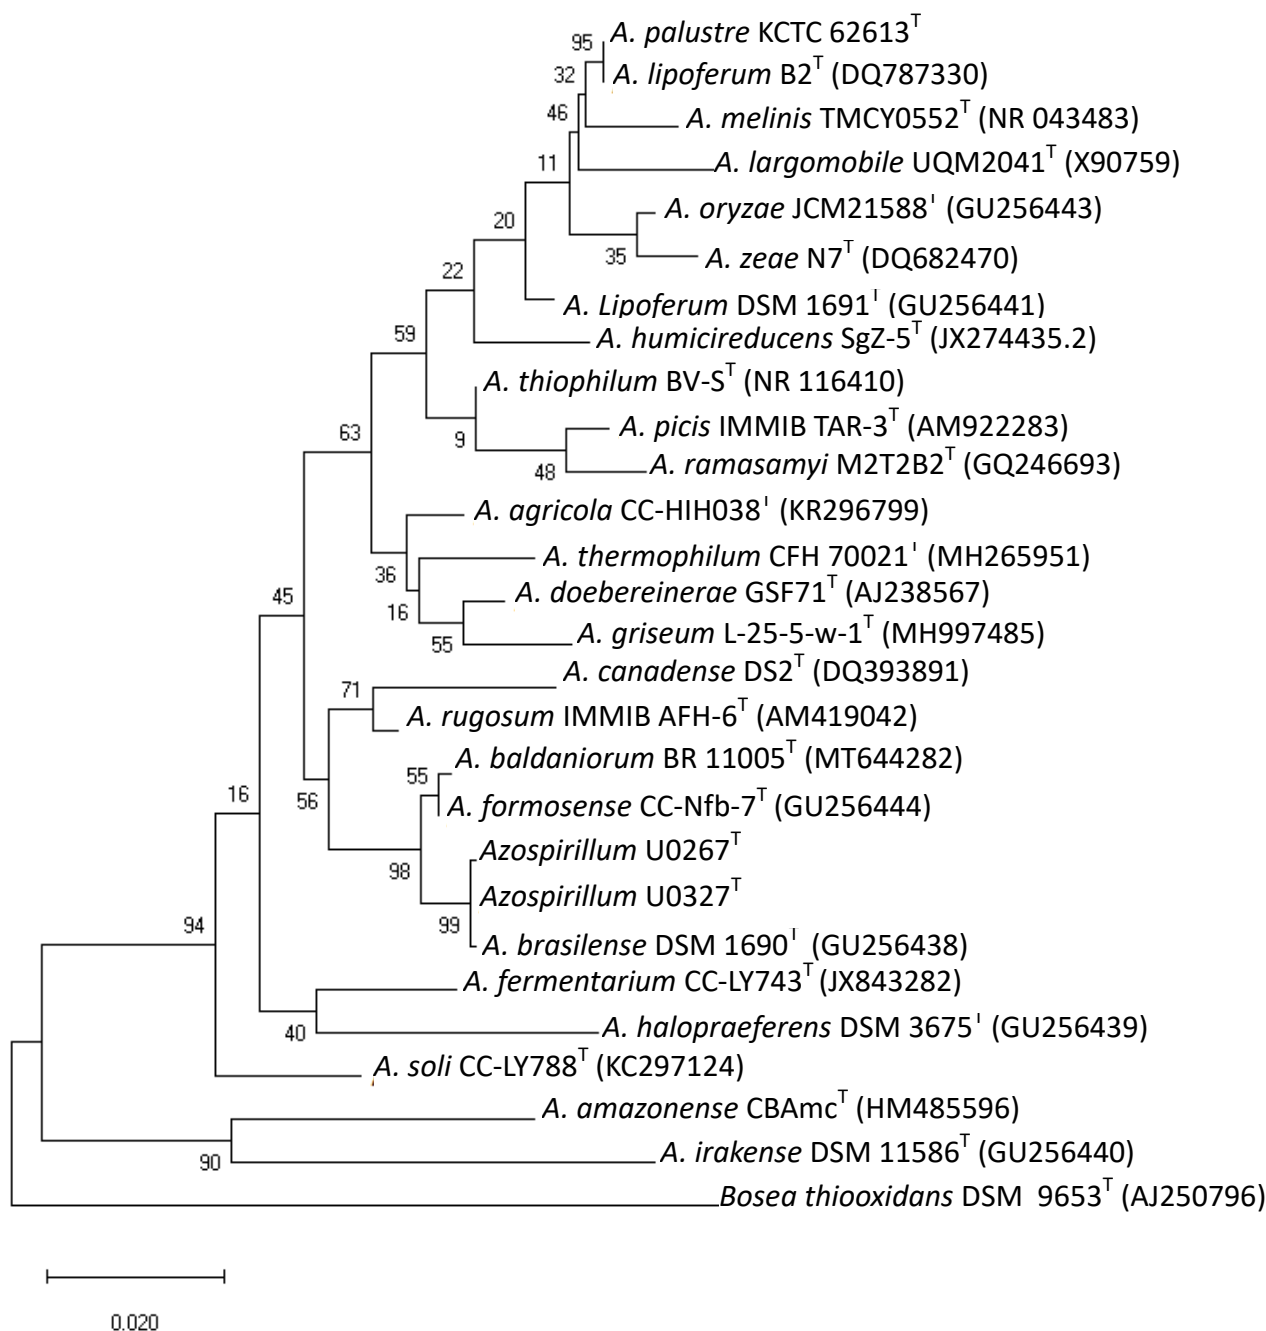 95
A. palustre KCTC 62613T
A. lipoferum B2T (DQ787330)
32
46
A. melinis TMCY0552T (NR 043483)
11
A. largomobile UQM2041T (X90759)
20
A. oryzae JCM21588T (GU256443)
35
A. zeae N7T (DQ682470)
22
A. Lipoferum DSM 1691T (GU256441)
59
A. humicireducens SgZ-5T (JX274435.2)
A. thiophilum BV-ST (NR 116410)
63
9
A. picis IMMIB TAR-3T (AM922283)
48
A. ramasamyi M2T2B2T (GQ246693)
A. agricola CC-HIH038T (KR296799)
36
A. thermophilum CFH 70021T (MH265951)
45
16
A. doebereinerae GSF71T (AJ238567)
55
A. griseum L-25-5-w-1T (MH997485)
71
A. canadense DS2T (DQ393891)
A. rugosum IMMIB AFH-6T (AM419042)
55
A. baldaniorum BR 11005T (MT644282)
16
56
A. formosense CC-Nfb-7T (GU256444)
98
Azospirillum U0267T
Azospirillum U0327T
94
99
A. brasilense DSM 1690T (GU256438)
A. fermentarium CC-LY743T (JX843282)
40
A. halopraeferens DSM 3675T (GU256439)
A. soli CC-LY788T (KC297124)
A. amazonense CBAmcT (HM485596)
90
A. irakense DSM 11586T (GU256440)
Bosea thiooxidans DSM 9653T (AJ250796)
0.020